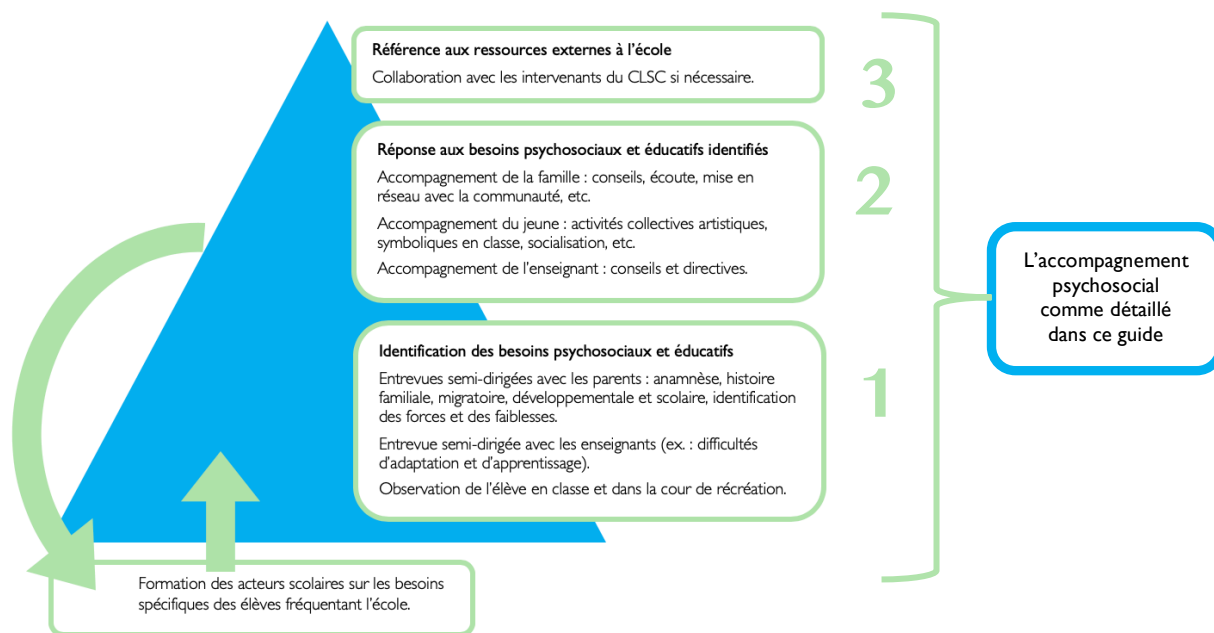 Référence aux ressources externes à l'école
Collaboration avec les intervenants du CLSC si nécessaire.
3
Réponse aux besoins psychosociaux et éducatifs identifiés
Accompagnement de la famille : conseils, écoute, mise en
réseau avec la communauté, etc.
Accompagnement du jeune : activités collectives artistiques,
symboliques en classe, socialisation, etc.
Accompagnement de l'enseignant : conseils et directives.
2
L'accompagnement
psychosocial
comme détaillé
dans ce guide
Identification des besoins psychosociaux et éducatifs
Entrevues semi-dirigées avec les parents : anamnèse, histoire
familiale, migratoire, développementale et scolaire, identification
des forces et des faiblesses.
Entrevue semi-dirigée avec les enseignants (ex. : difficultés
d'adaptation et d'apprentissage).
Observation de l'élève en classe et dans la cour de récréation.
1
Formation des acteurs scolaires sur les besoins
spécifiques des élèves fréquentant l'école.